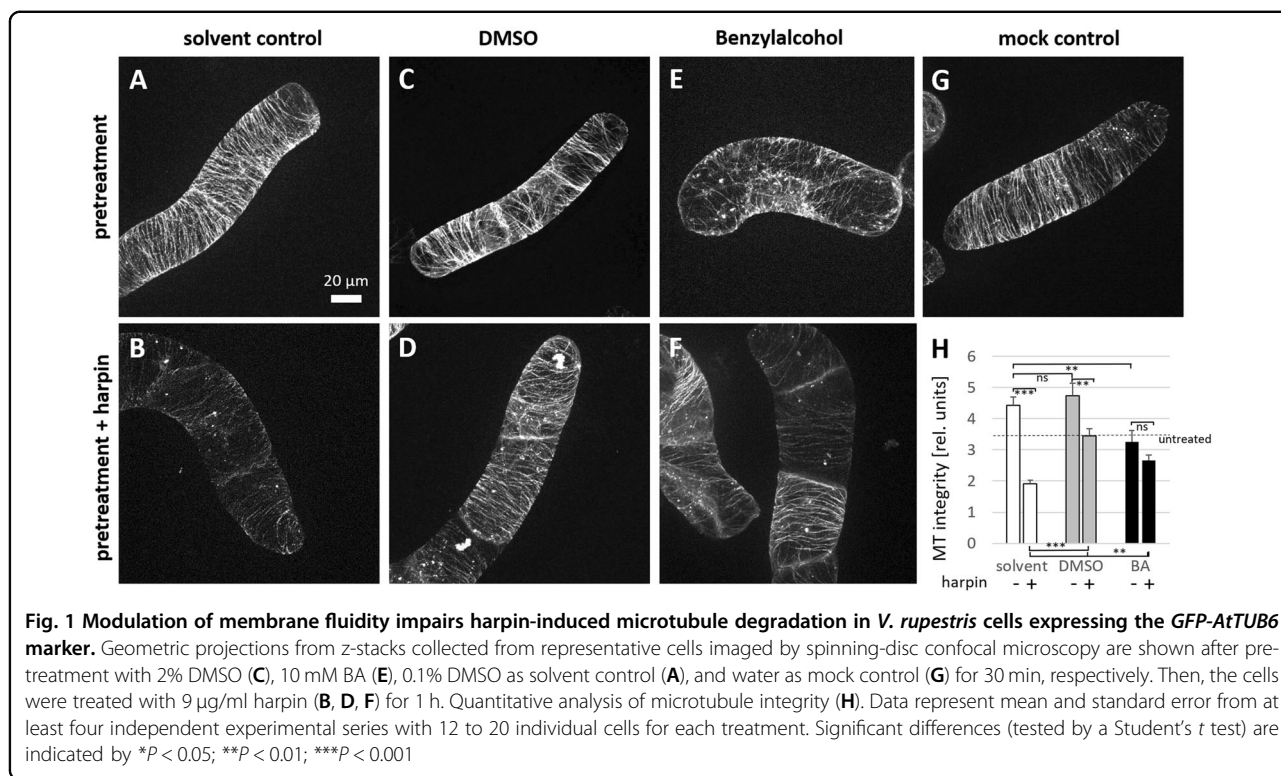 solvent control
DMSO
Benzylalcohol
mock control
pretreatment
A
20 µm
C
E
G
pretreatment + harpin
B
D
F
H
MT integrity [rel. units]
6
5
4
3
2
1
0
**
ns
***
**
ns
untreated
***
**
solvent DMSO BA
harpin - + - + - +
Fig. 1 Modulation of membrane fluidity impairs harpin-induced microtubule degradation in V. rupestris cells expressing the GFP-AtTUB6
marker. Geometric projections from z-stacks collected from representative cells imaged by spinning-disc confocal microscopy are shown after pre-
treatment with 2% DMSO (C), 10 mM BA (E), 0.1% DMSO as solvent control (A), and water as mock control (G) for 30 min, respectively. Then, the cells
were treated with 9 µg/ml harpin (B, D, F) for 1 h. Quantitative analysis of microtubule integrity (H). Data represent mean and standard error from at
least four independent experimental series with 12 to 20 individual cells for each treatment. Significant differences (tested by a Student's t test) are
indicated by *P < 0.05; **P < 0.01; ***P < 0.001